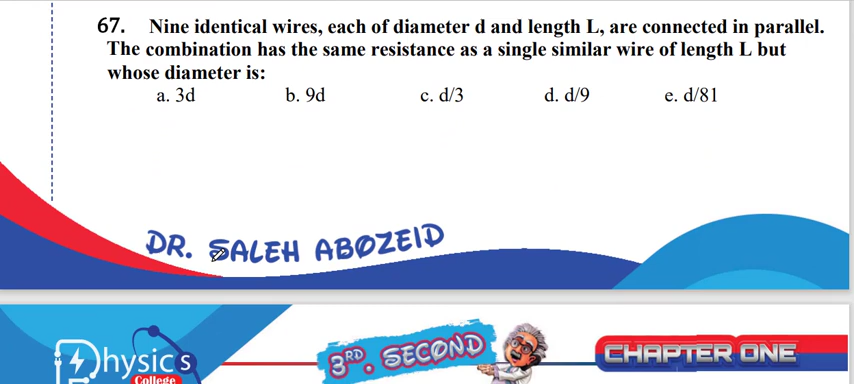 67. Nine identical wires, each of diameter d and length L, are connected in parallel.
The combination has the same resistance as a single similar wire of length L but
whose diameter is:
a. 3d b. 9d c. d/3 d. d/9 e. d/81
DR. SALEH ABOZEID
Physics
College
3RD. SECOND
CHAPTER ONE